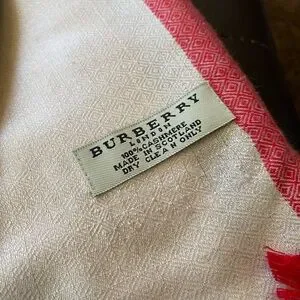 BURBERRY
LONDON
100% CASHMERE
MADE IN SCOTLAND
DRY CLEAN ONLY